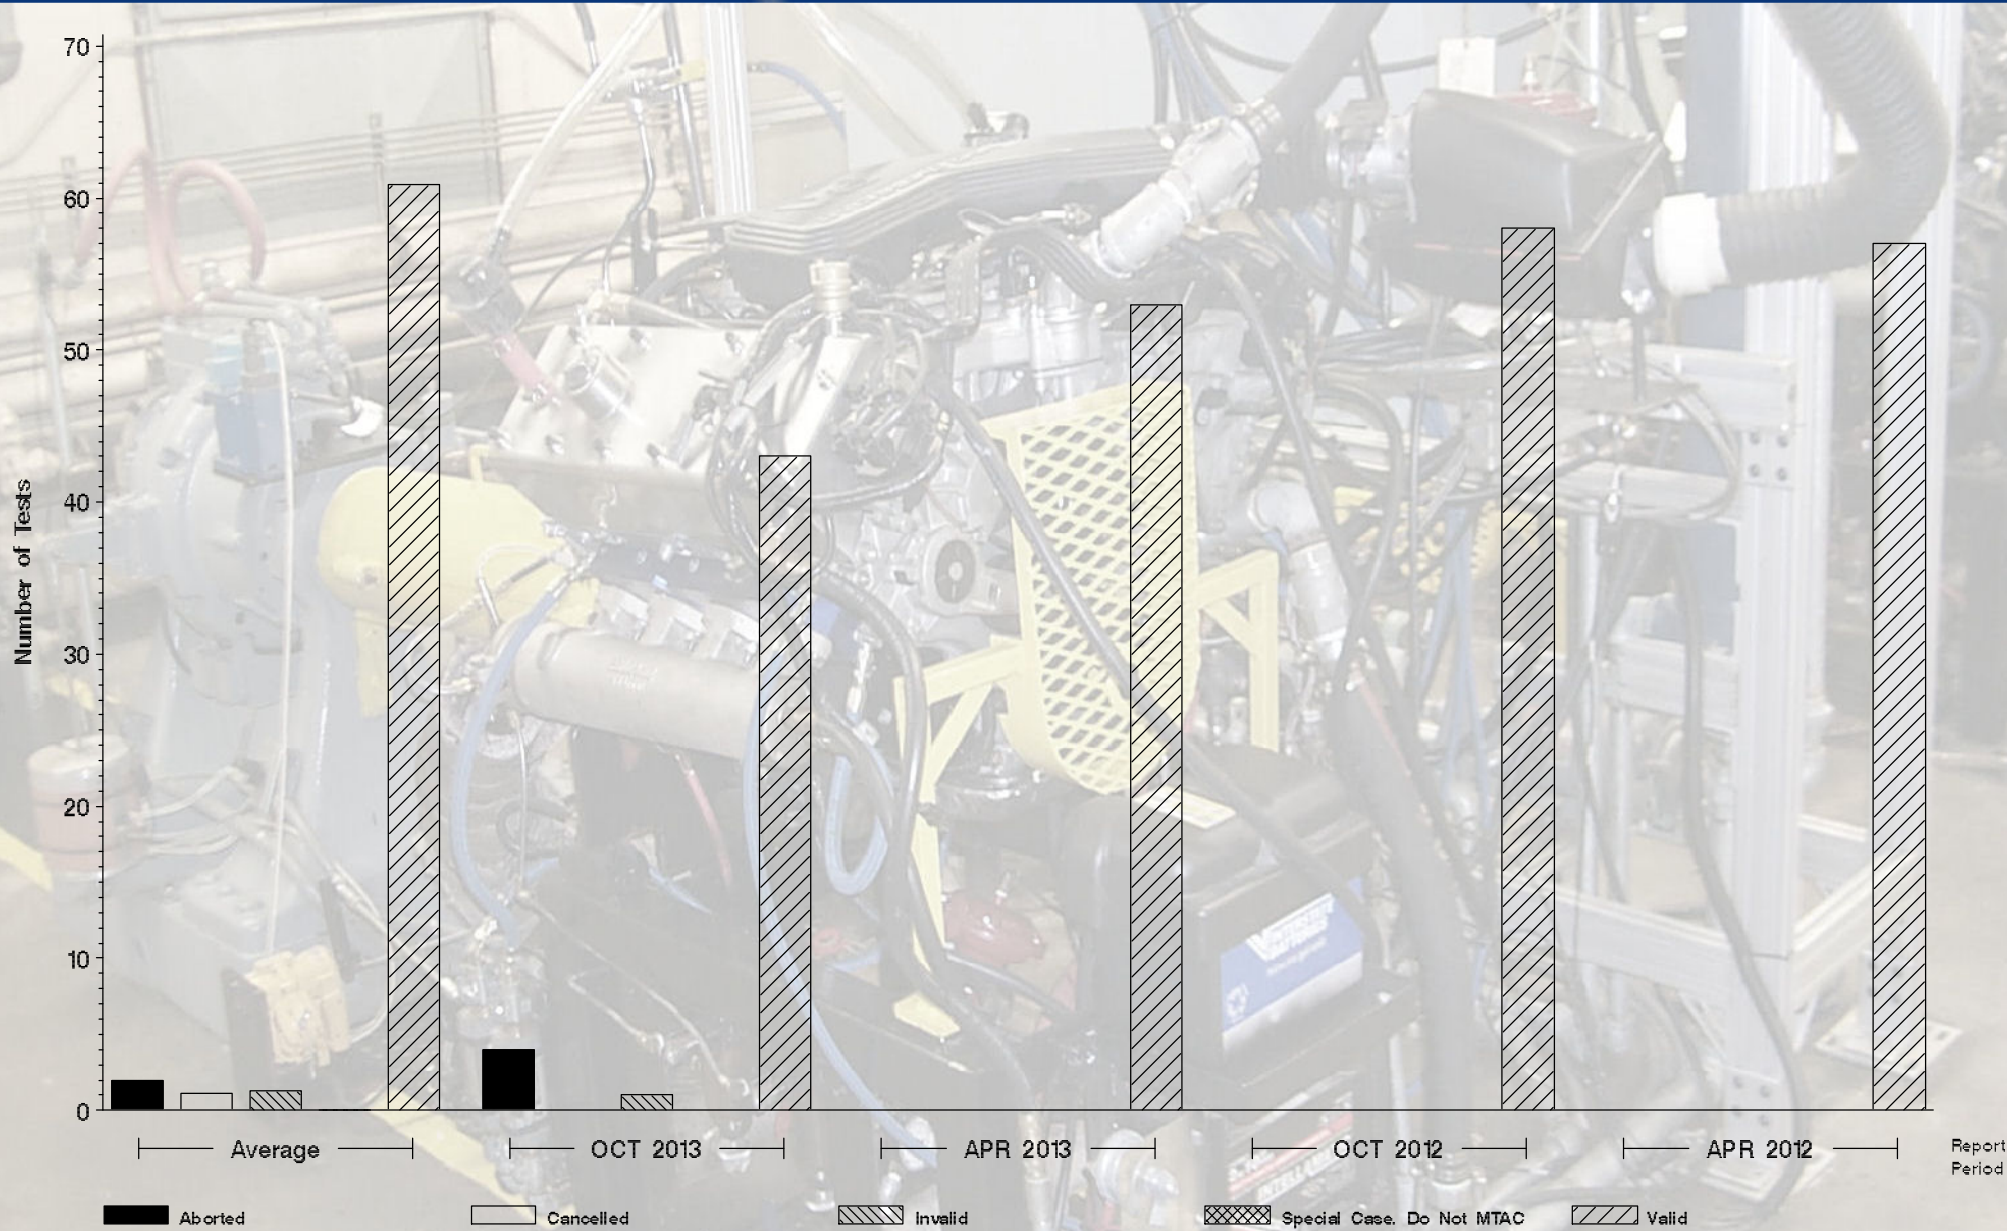 70
60
50
40
30
20
10
0
Number of Tests
Average
OCT 2013
APR 2013
OCT 2012
APR 2012
Report
Period
Aborted
Cancelled
Invalid
Special Case. Do Not MTAC
Valid